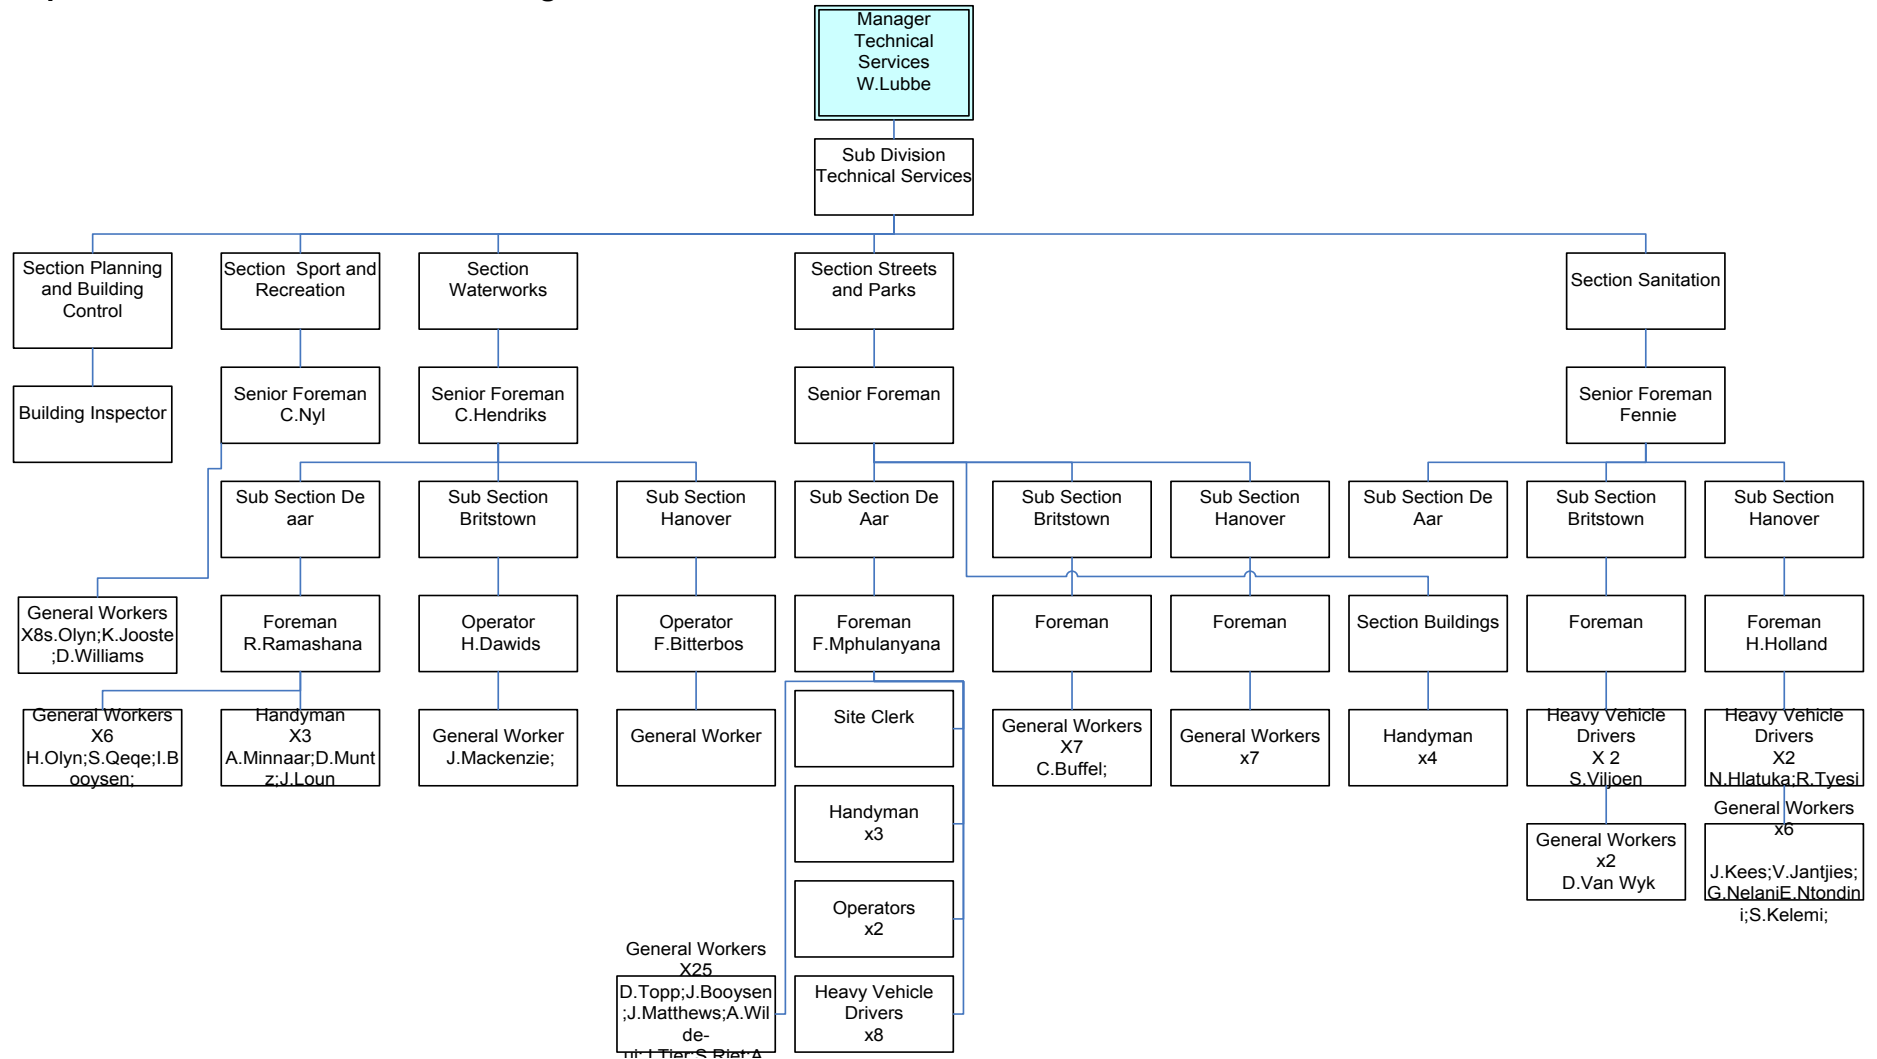 Manager
Technical
Services
W.Lubbe
Sub Division
Technical Services
Section Planning
and Building
Control
Section Sport and
Recreation
Section
Waterworks
Section Streets
and Parks
Section Sanitation
Building Inspector
Senior Foreman
C.Nyl
Senior Foreman
C.Hendriks
Senior Foreman
Senior Foreman
Fennie
Sub Section De
aar
Sub Section
Britstown
Sub Section
Hanover
Sub Section De
Aar
Sub Section
Britstown
Sub Section
Hanover
Sub Section De
Aar
Sub Section
Britstown
Sub Section
Hanover
General Workers
X8s.Olyn;K.Jooste
;D.Williams
Foreman
R.Ramashana
Operator
H.Dawids
Operator
F.Bitterbos
Foreman
F.Mphulanyana
Foreman
Foreman
Section Buildings
Foreman
Foreman
H.Holland
General Workers
X6
H.Olyn;S.Qeqe;I.B
ooysen;
Handyman
X3
A.Minnaar;D.Munt
z;J.Loun
General Worker
J.Mackenzie;
General Worker
Site Clerk
General Workers
X7
C.Buffel;
General Workers
x7
Handyman
x4
Heavy Vehicle
Drivers
X 2
S.Viljoen
Heavy Vehicle
Drivers
X2
N.Hlatuka;R.Tyesi
Handyman
x3
General Workers
x2
D.Van Wyk
General Workers
x6
J.Kees;V.Jantjies;
G.NelaniE.Ntondin
i;S.Kelemi;
Operators
x2
General Workers
X25
D.Topp;J.Booysen
;J.Matthews;A.Wil
de-
Heavy Vehicle
Drivers
x8